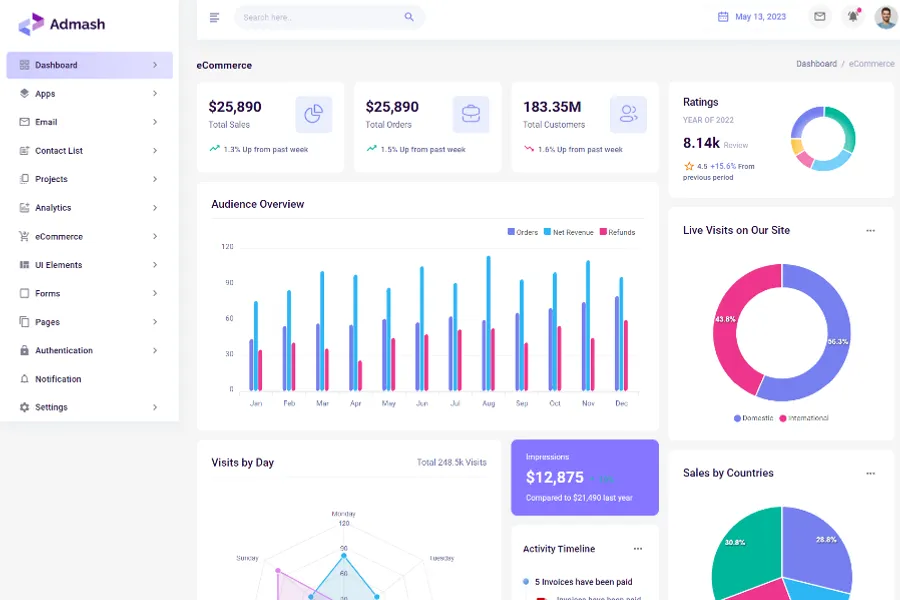 Admash
Search here...
May 13, 2023
Dashboard
Apps
Email
Contact List
Projects
Analytics
eCommerce
UI Elements
Forms
Pages
Authentication
Notification
Settings
eCommerce
Dashboard / eCommerce
$25,890
Total Sales
1.3% Up from past week
$25,890
Total Orders
1.5% Up from past week
183.35M
Total Customers
1.6% Up from past week
Ratings
YEAR OF 2022
8.14k Review
4.5 +15.6% From
previous period
Audience Overview
Orders Net Revenue Refunds
120
90
60
30
0
Jan Feb Mar Apr May Jun Jul Aug Sep Oct Nov Dec
Live Visits on Our Site
43.8%
56.3%
Domestic International
Visits by Day
Total 248.5k Visits
Monday
120
90
60
Sunday
Tuesday
Impressions
$12,875
Compared to $21,490 last year
Activity Timeline
5 Invoices have been paid
Invoices have been paid
Sales by Countries
30.8%
28.8%